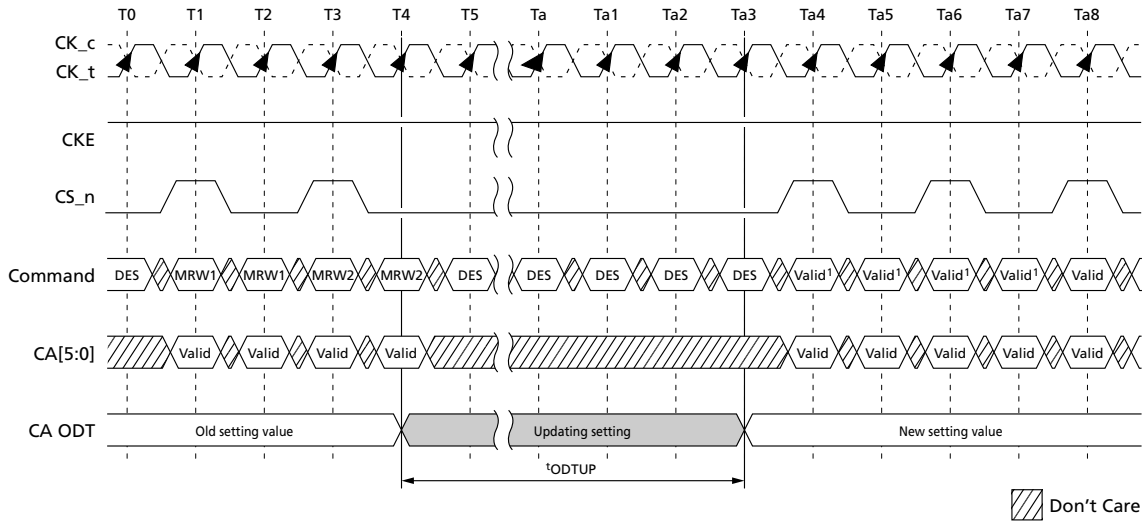 T0 T1 T2 T3 T4 T5 Ta Ta1 Ta2 Ta3 Ta4 Ta5 Ta6 Ta7 Ta8
CK_c
CK_t
CKE
CS_n
Command DES MRW1 MRW1 MRW2 MRW2 DES DES DES DES DES Valid¹ Valid¹ Valid¹ Valid¹ Valid
CA[5:0] Valid Valid Valid Valid Valid Valid Valid Valid Valid
CA ODT Old setting value Updating setting New setting value
ᵗODTUP
Don't Care